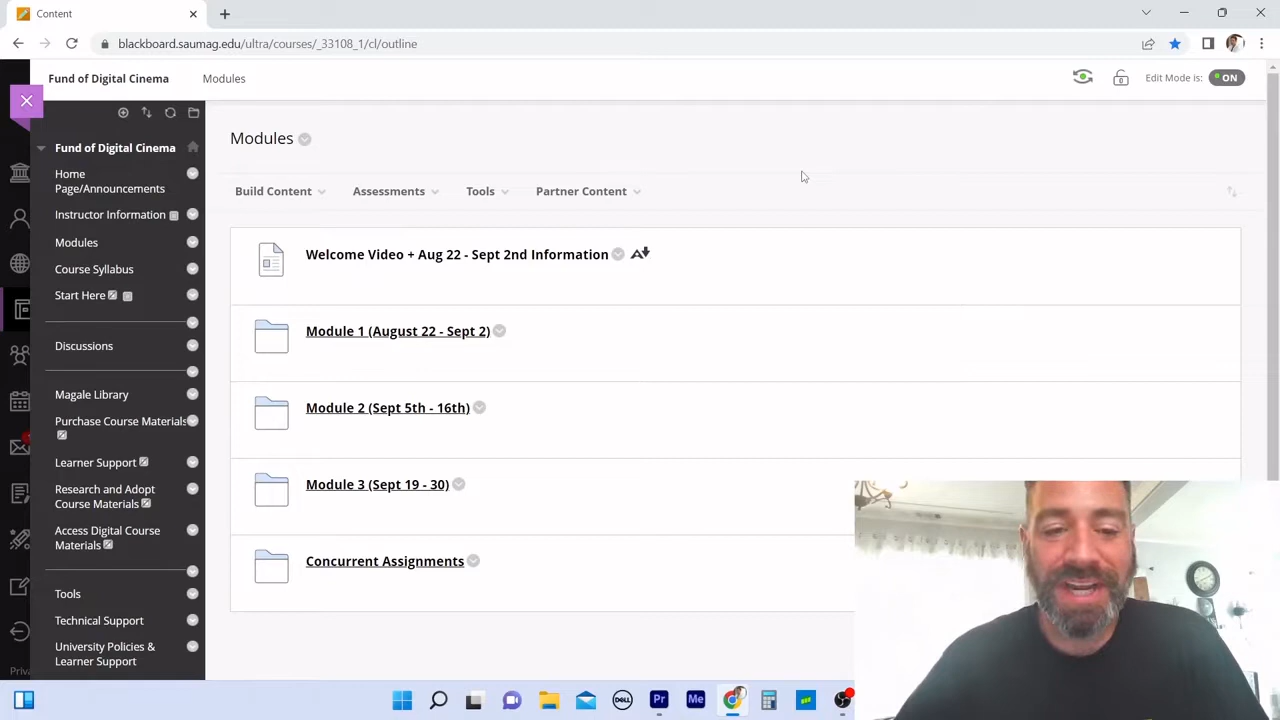 Content
blackboard.saumag.edu/ultra/courses/_33108_1/cl/outline
Fund of Digital Cinema
Modules
Edit Mode is:
ON
Fund of Digital Cinema
Home
Page/Announcements
Instructor Information
Modules
Course Syllabus
Start Here
Discussions
Magale Library
Purchase Course Materials
Learner Support
Research and Adopt
Course Materials
Access Digital Course
Materials
Tools
Technical Support
University Policies &
Learner Support
Modules
Build Content
Assessments
Tools
Partner Content
Welcome Video + Aug 22 - Sept 2nd Information
Module 1 (August 22 - Sept 2)
Module 2 (Sept 5th - 16th)
Module 3 (Sept 19 - 30)
Concurrent Assignments
DELL
Pr
Me